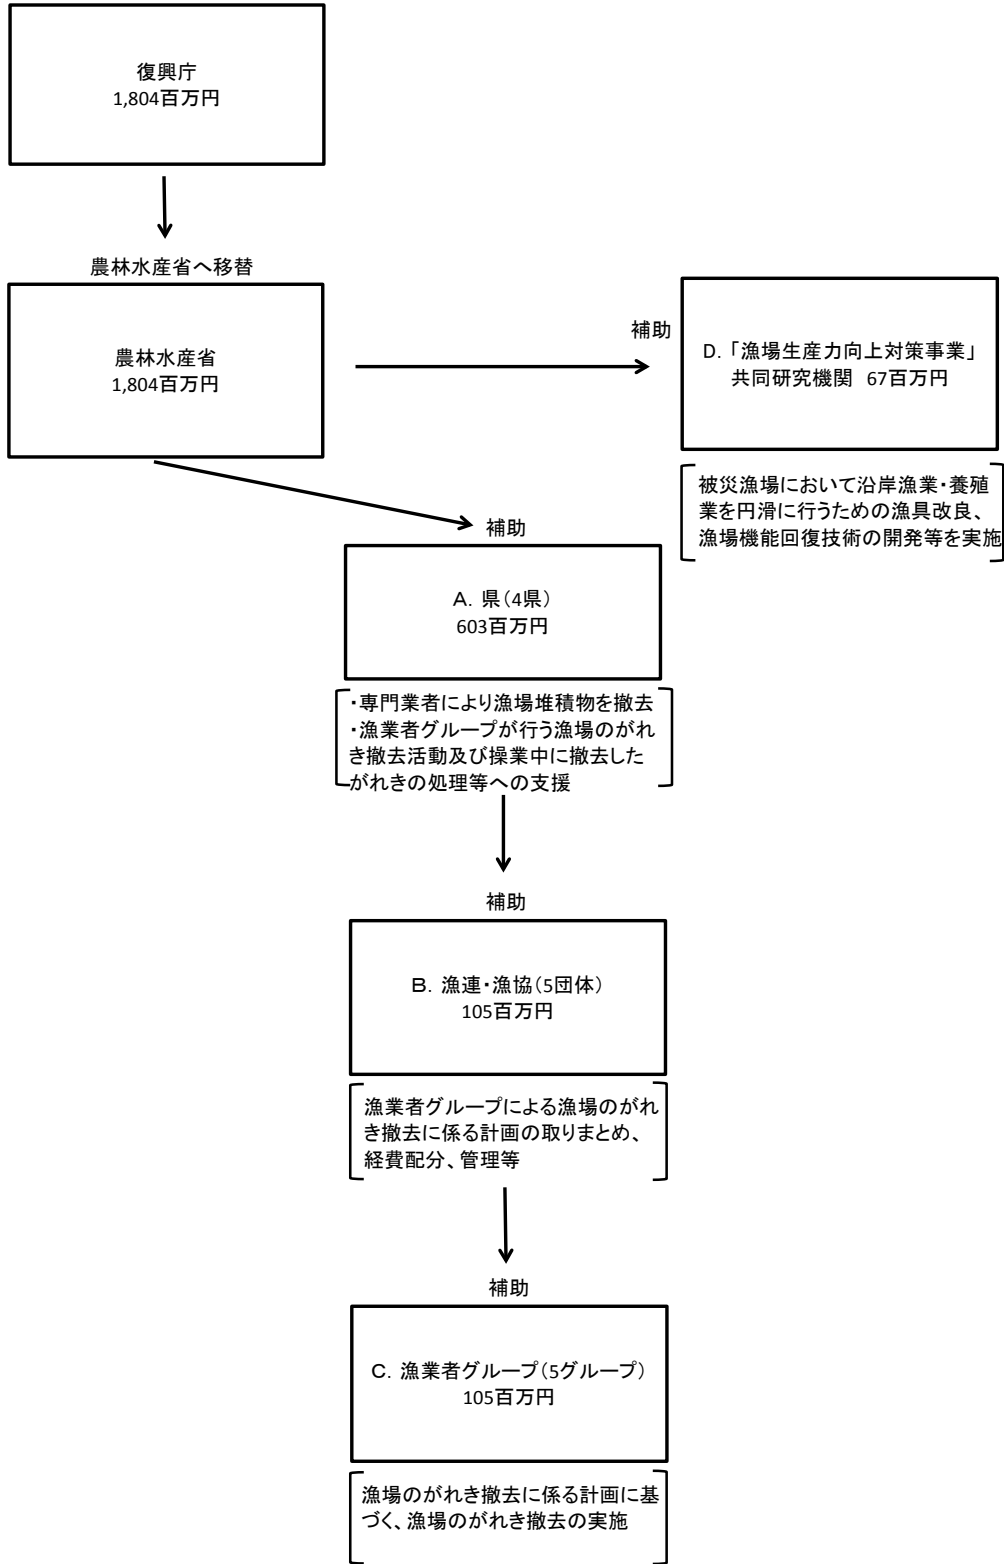 復興庁
1,804百万円
農林水産省へ移替
農林水産省
1,804百万円
補助
D.「漁場生産力向上対策事業」
共同研究機関 67百万円
被災漁場において沿岸漁業・養殖
業を円滑に行うための漁具改良、
漁場機能回復技術の開発等を実施
補助
A. 県(4県)
603百万円
・専門業者により漁場堆積物を撤去
・漁業者グループが行う漁場のがれ
き撤去活動及び操業中に撤去した
がれきの処理等への支援
補助
B. 漁連・漁協(5団体)
105百万円
漁業者グループによる漁場のがれ
き撤去に係る計画の取りまとめ、
経費配分、管理等
補助
C. 漁業者グループ(5グループ)
105百万円
漁場のがれき撤去に係る計画に基
づく、漁場のがれき撤去の実施